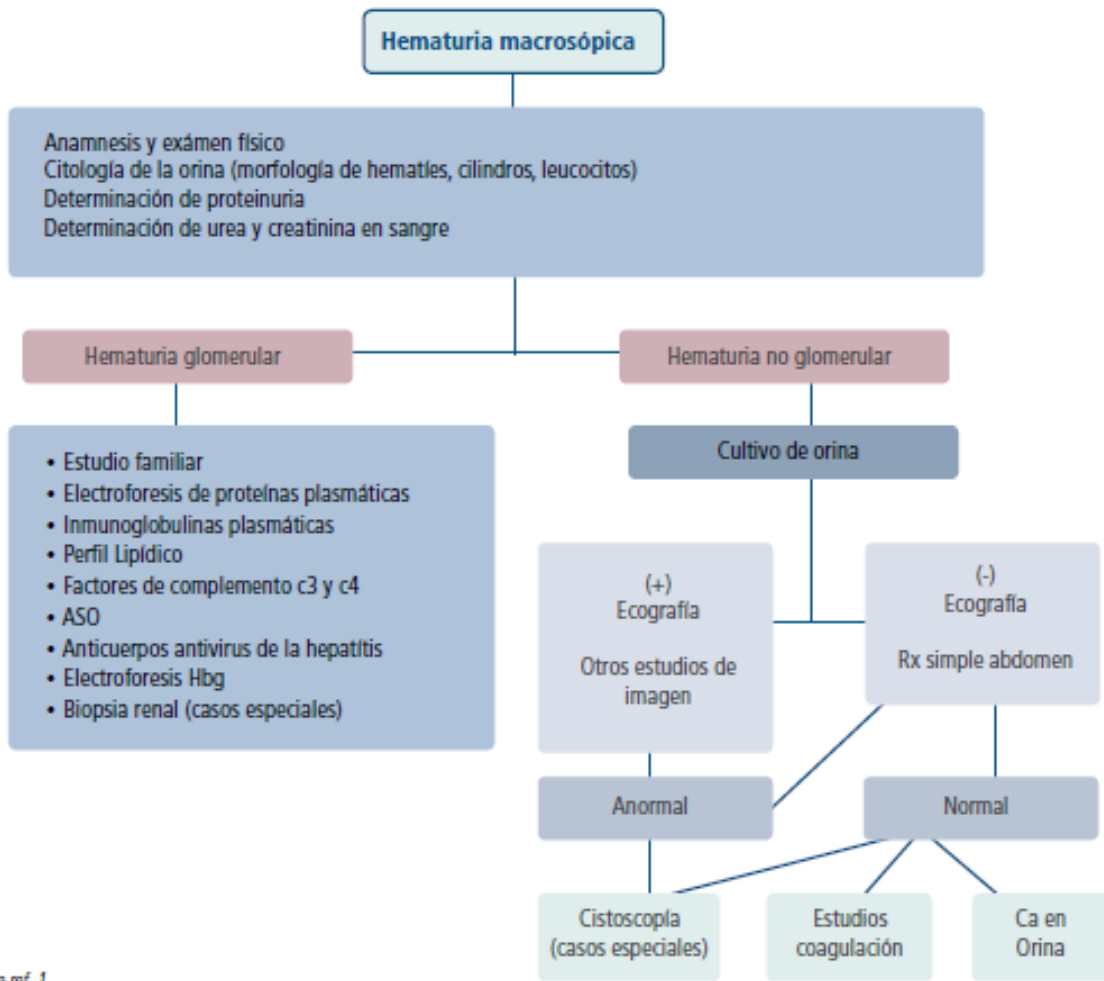 Hematuria macrosópica
Anamnesis y exámen físico
Citología de la orina (morfología de hematíes, cilindros, leucocitos)
Determinación de proteinuria
Determinación de urea y creatinina en sangre
Hematuria glomerular
Hematuria no glomerular
• Estudio familiar
• Electroforesis de proteínas plasmáticas
• Inmunoglobulinas plasmáticas
• Perfil Lipídico
• Factores de complemento c3 y c4
• ASO
• Anticuerpos antivirus de la hepatítis
• Electroforesis Hbg
• Biopsia renal (casos especiales)
Cultivo de orina
(+)
Ecografía
Otros estudios de
imagen
(-)
Ecografía
Rx simple abdomen
Anormal
Normal
Cistoscopía
(casos especiales)
Estudios
coagulación
Ca en
Orina